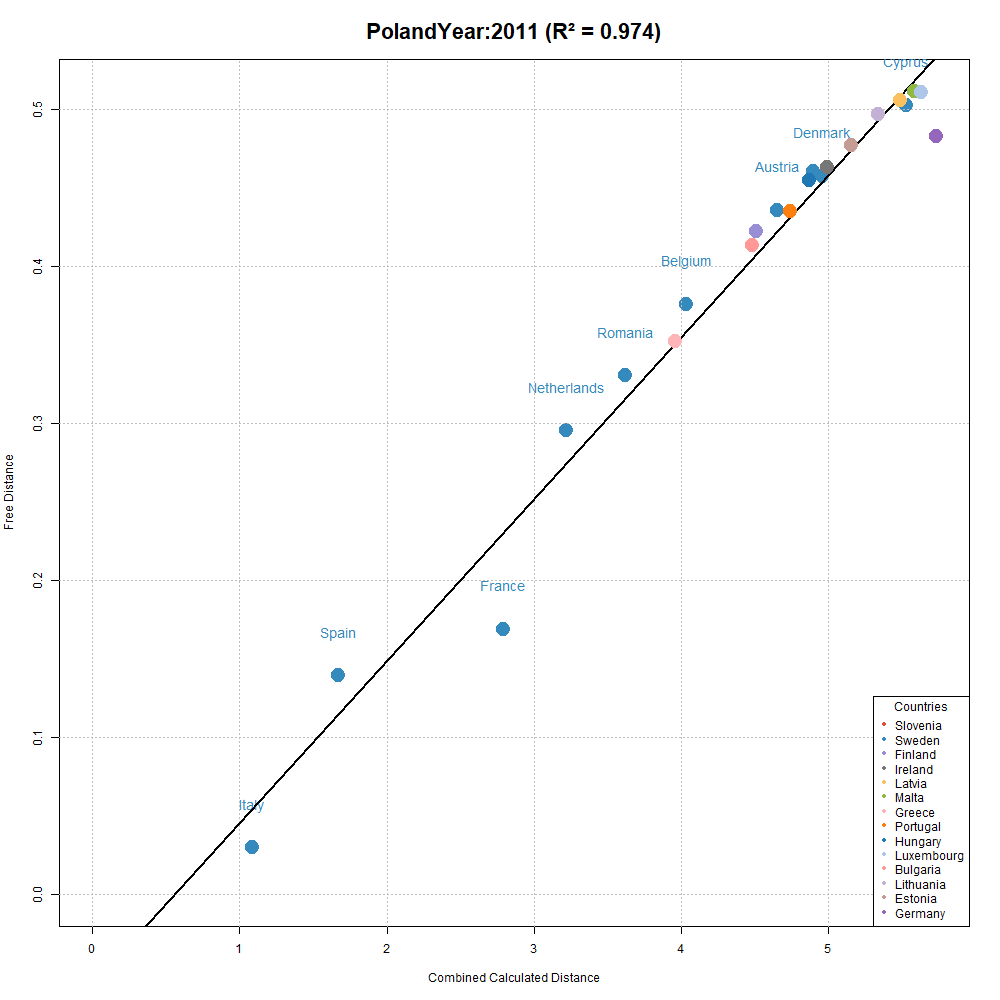 PolandYear:2011 (R² = 0.974)
Cyprus
Denmark
Austria
Belgium
Romania
Netherlands
France
Spain
Italy
0.5
0.4
0.3
0.2
0.1
0.0
Free Distance
0 1 2 3 4 5
Combined Calculated Distance
Countries
Slovenia
Sweden
Finland
Ireland
Latvia
Malta
Greece
Portugal
Hungary
Luxembourg
Bulgaria
Lithuania
Estonia
Germany